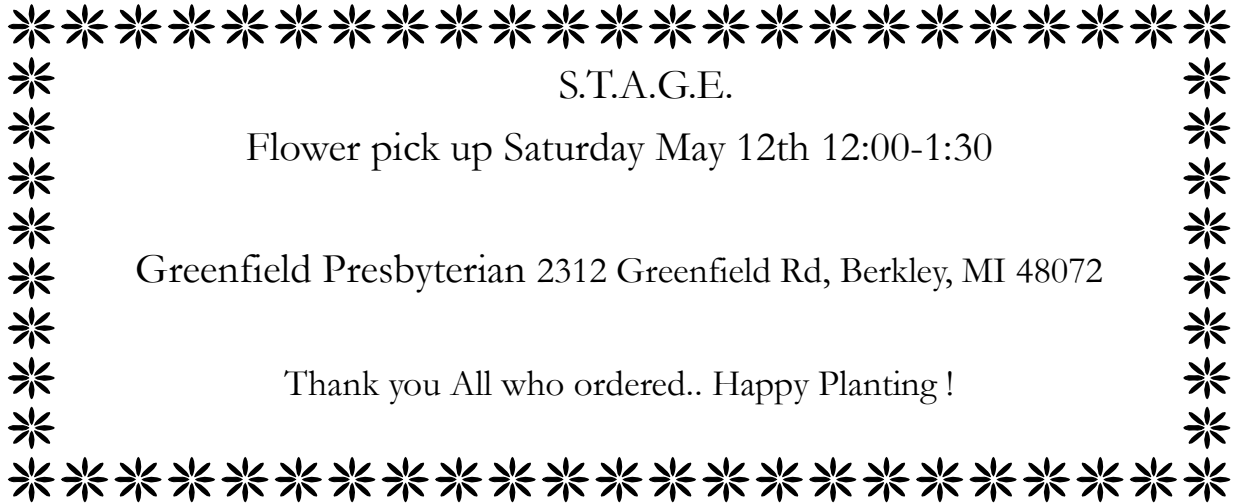 S.T.A.G.E.
Flower pick up Saturday May 12th 12:00-1:30
Greenfield Presbyterian 2312 Greenfield Rd, Berkley, MI 48072
Thank you All who ordered.. Happy Planting !